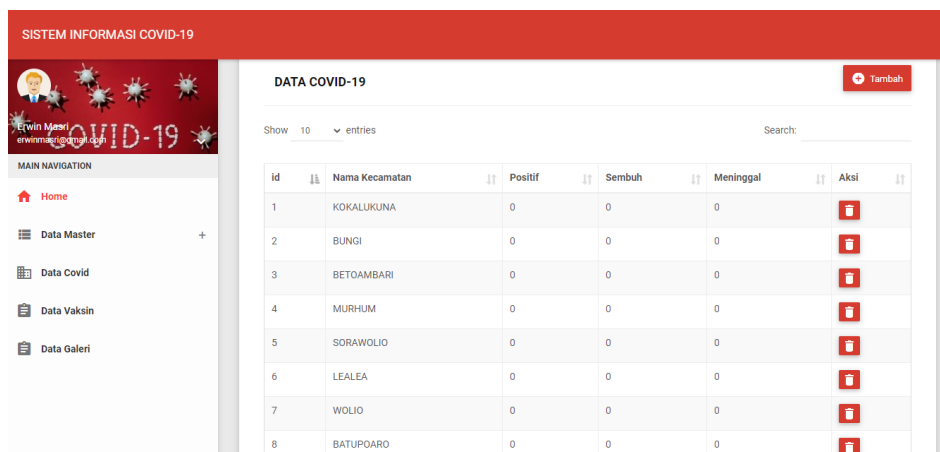 SISTEM INFORMASI COVID-19
COVID-19
Erwin Masri
erwinmasri@gmail.com
MAIN NAVIGATION
Home
Data Master +
Data Covid
Data Vaksin
Data Galeri
DATA COVID-19
Tambah
Show 10 entries
Search:
id Nama Kecamatan Positif Sembuh Meninggal Aksi
1 KOKALUKUNA 0 0 0
2 BUNGI 0 0 0
3 BETOAMBARI 0 0 0
4 MURHUM 0 0 0
5 SORAWOLIO 0 0 0
6 LEALEA 0 0 0
7 WOLIO 0 0 0
8 BATUPOARO 0 0 0